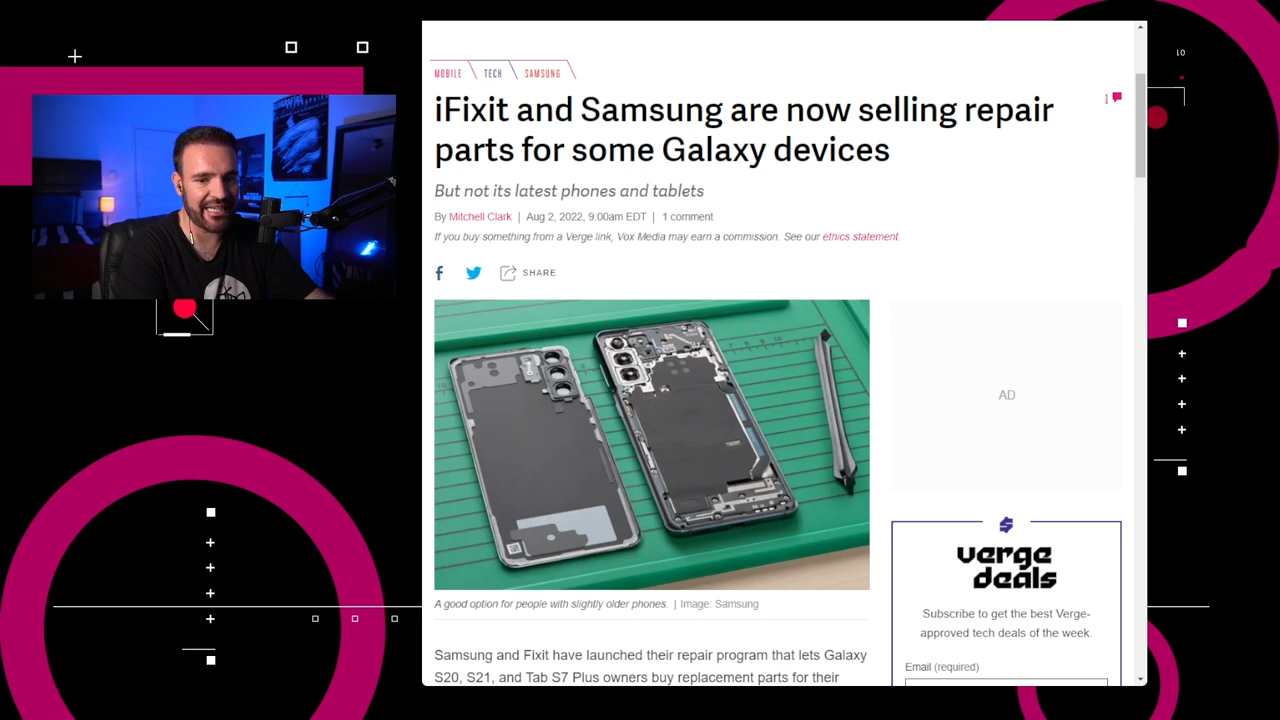 MOBILE TECH SAMSUNG
iFixit and Samsung are now selling repair
parts for some Galaxy devices
1
But not its latest phones and tablets
By Mitchell Clark | Aug 2, 2022, 9:00am EDT | 1 comment
If you buy something from a Verge link, Vox Media may earn a commission. See our ethics statement.
SHARE
AD
A good option for people with slightly older phones. | Image: Samsung
Samsung and Fixit have launched their repair program that lets Galaxy
S20, S21, and Tab S7 Plus owners buy replacement parts for their
verge
deals
Subscribe to get the best Verge-
approved tech deals of the week.
Email (required)
10